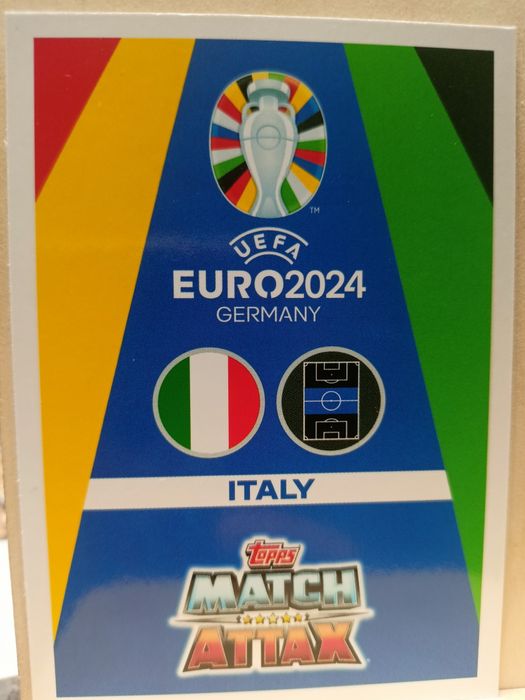 TM
UEFA
EURO2024
GERMANY
ITALY
topps
MATCH
ATTAX